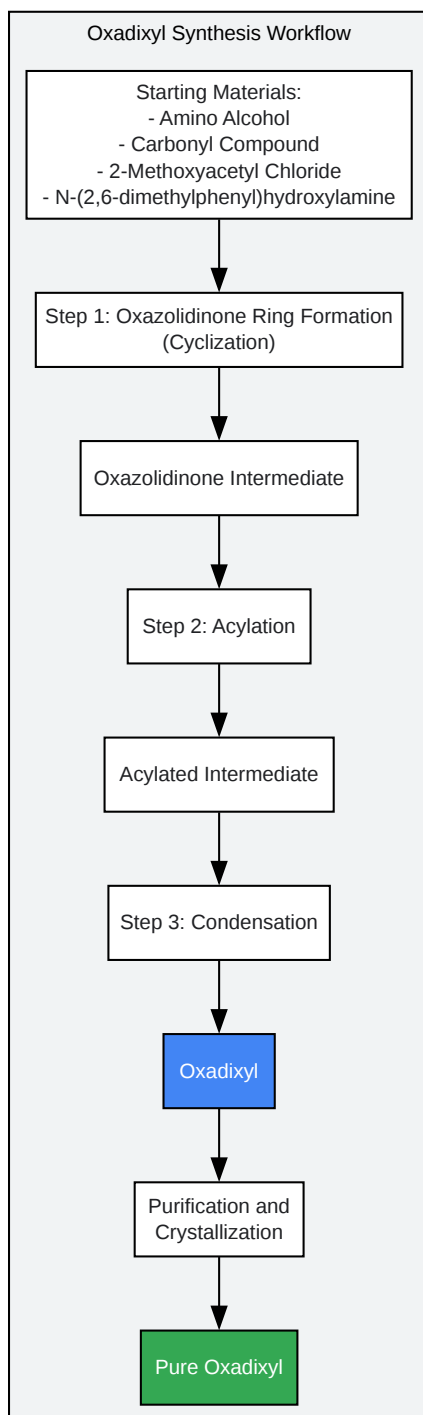 Oxadixyl Synthesis Workflow
Starting Materials:
- Amino Alcohol
- Carbonyl Compound
- 2-Methoxyacetyl Chloride
- N-(2,6-dimethylphenyl)hydroxylamine
Step 1: Oxazolidinone Ring Formation
(Cyclization)
Oxazolidinone Intermediate
Step 2: Acylation
Acylated Intermediate
Step 3: Condensation
Oxadixyl
Purification and
Crystallization
Pure Oxadixyl